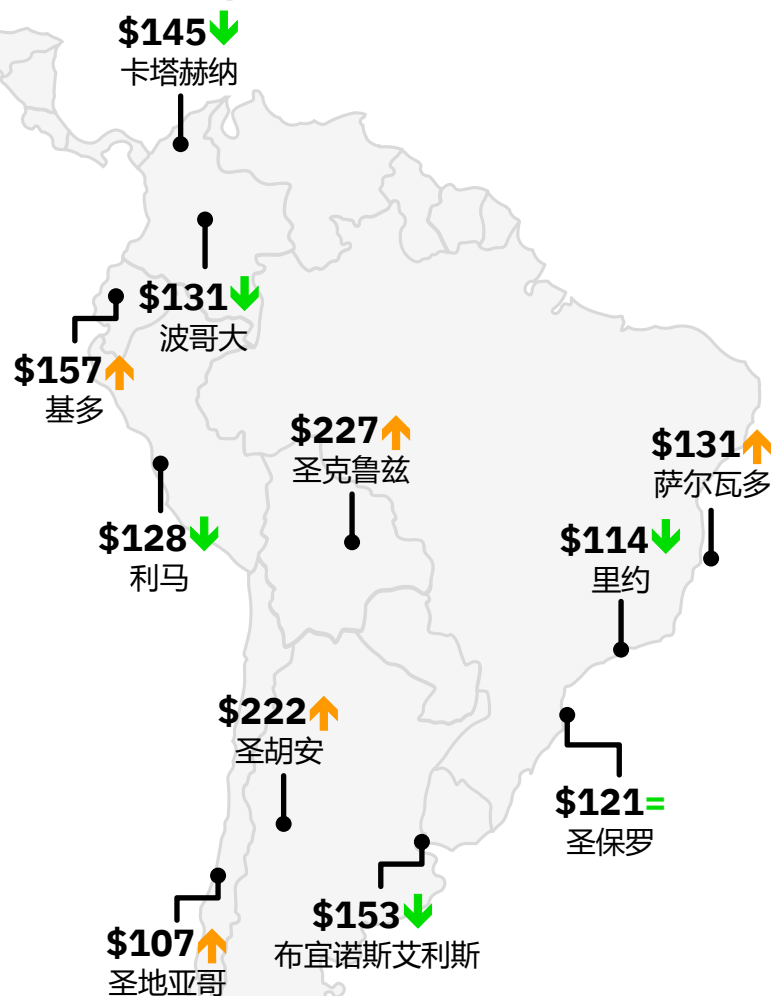 $145↓
卡塔赫纳
$131↓
波哥大
$157↑
基多
$227↑
圣克鲁兹
$131↑
萨尔瓦多
$128↓
利马
$114↓
里约
$222↑
圣胡安
$121=
圣保罗
$153↓
布宜诺斯艾利斯
$107↑
圣地亚哥